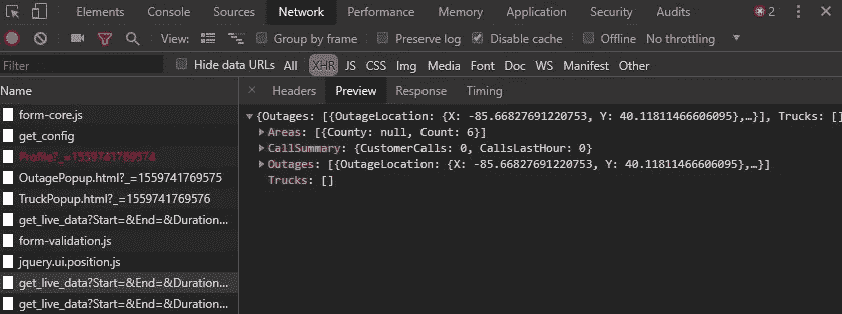 Elements Console Sources Network Performance Memory Application Security Audits 2
View: Group by frame Preserve log Disable cache Offline No throttling
Filter Hide data URLs All XHR JS CSS Img Media Font Doc WS Manifest Other
Name × Headers Preview Response Timing
form-core.js
get_config
Profile?_=1559741769574
OutagePopup.html?_=1559741769575
TruckPopup.html?_=1559741769576
get_live_data?Start=&End=&Duration...
form-validation.js
jquery.ui.position.js
get_live_data?Start=&End=&Duration...
get_live_data?Start=&End=&Duration...
{Outages: [{OutageLocation: {X: -85.66827691220753, Y: 40.11811466606095},…}], Trucks: []
Areas: [{County: null, Count: 6}]
CallSummary: {CustomerCalls: 0, CallsLastHour: 0}
Outages: [{OutageLocation: {X: -85.66827691220753, Y: 40.11811466606095},…}]
Trucks: []